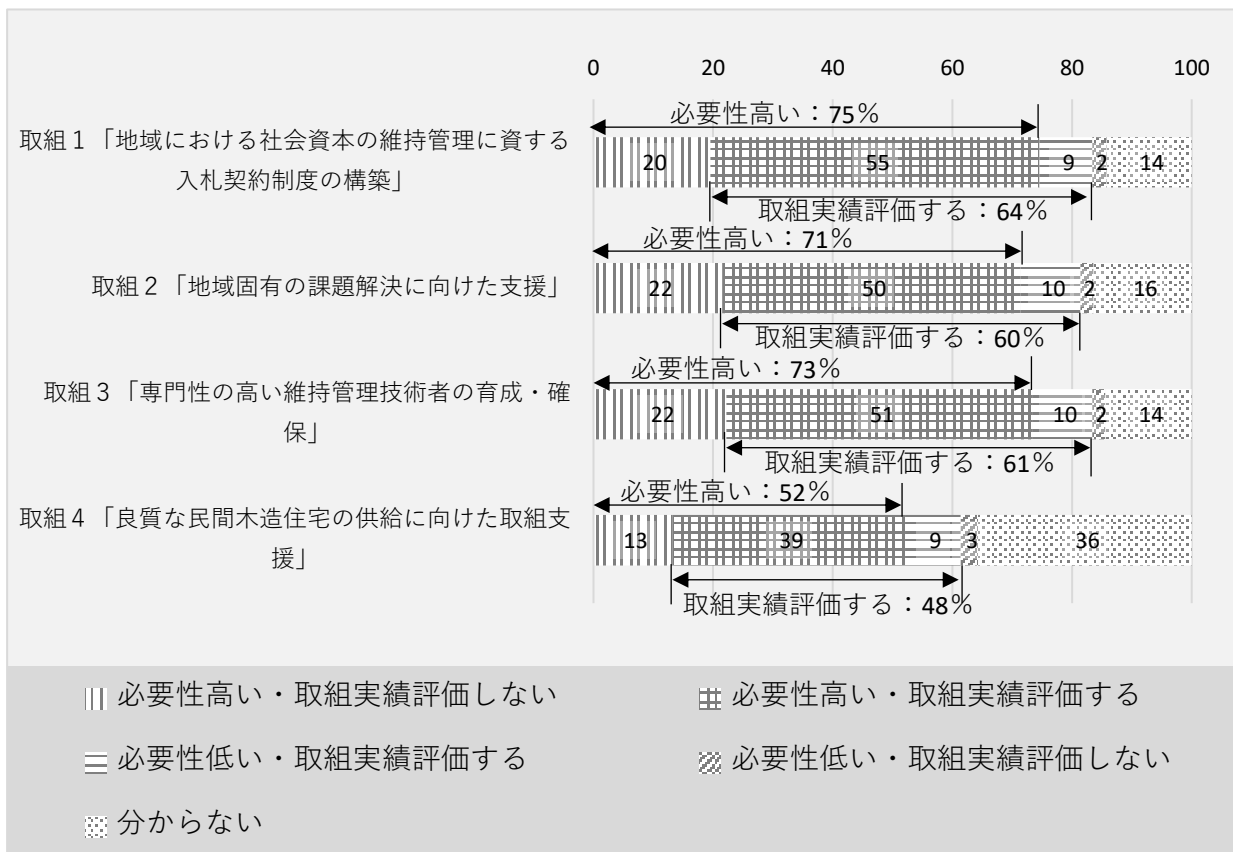 0 20 40 60 80 100
必要性高い：75％
取組１「地域における社会資本の維持管理に資する
入札契約制度の構築」
20 55 9 2 14
取組実績評価する：64％
必要性高い：71％
取組２「地域固有の課題解決に向けた支援」
22 50 10 2 16
取組実績評価する：60％
必要性高い：73％
取組３「専門性の高い維持管理技術者の育成・確
保」
22 51 10 2 14
取組実績評価する：61％
必要性高い：52％
取組４「良質な民間木造住宅の供給に向けた取組支
援」
13 39 9 3 36
取組実績評価する：48％
必要性高い・取組実績評価しない
必要性高い・取組実績評価する
必要性低い・取組実績評価する
必要性低い・取組実績評価しない
分からない